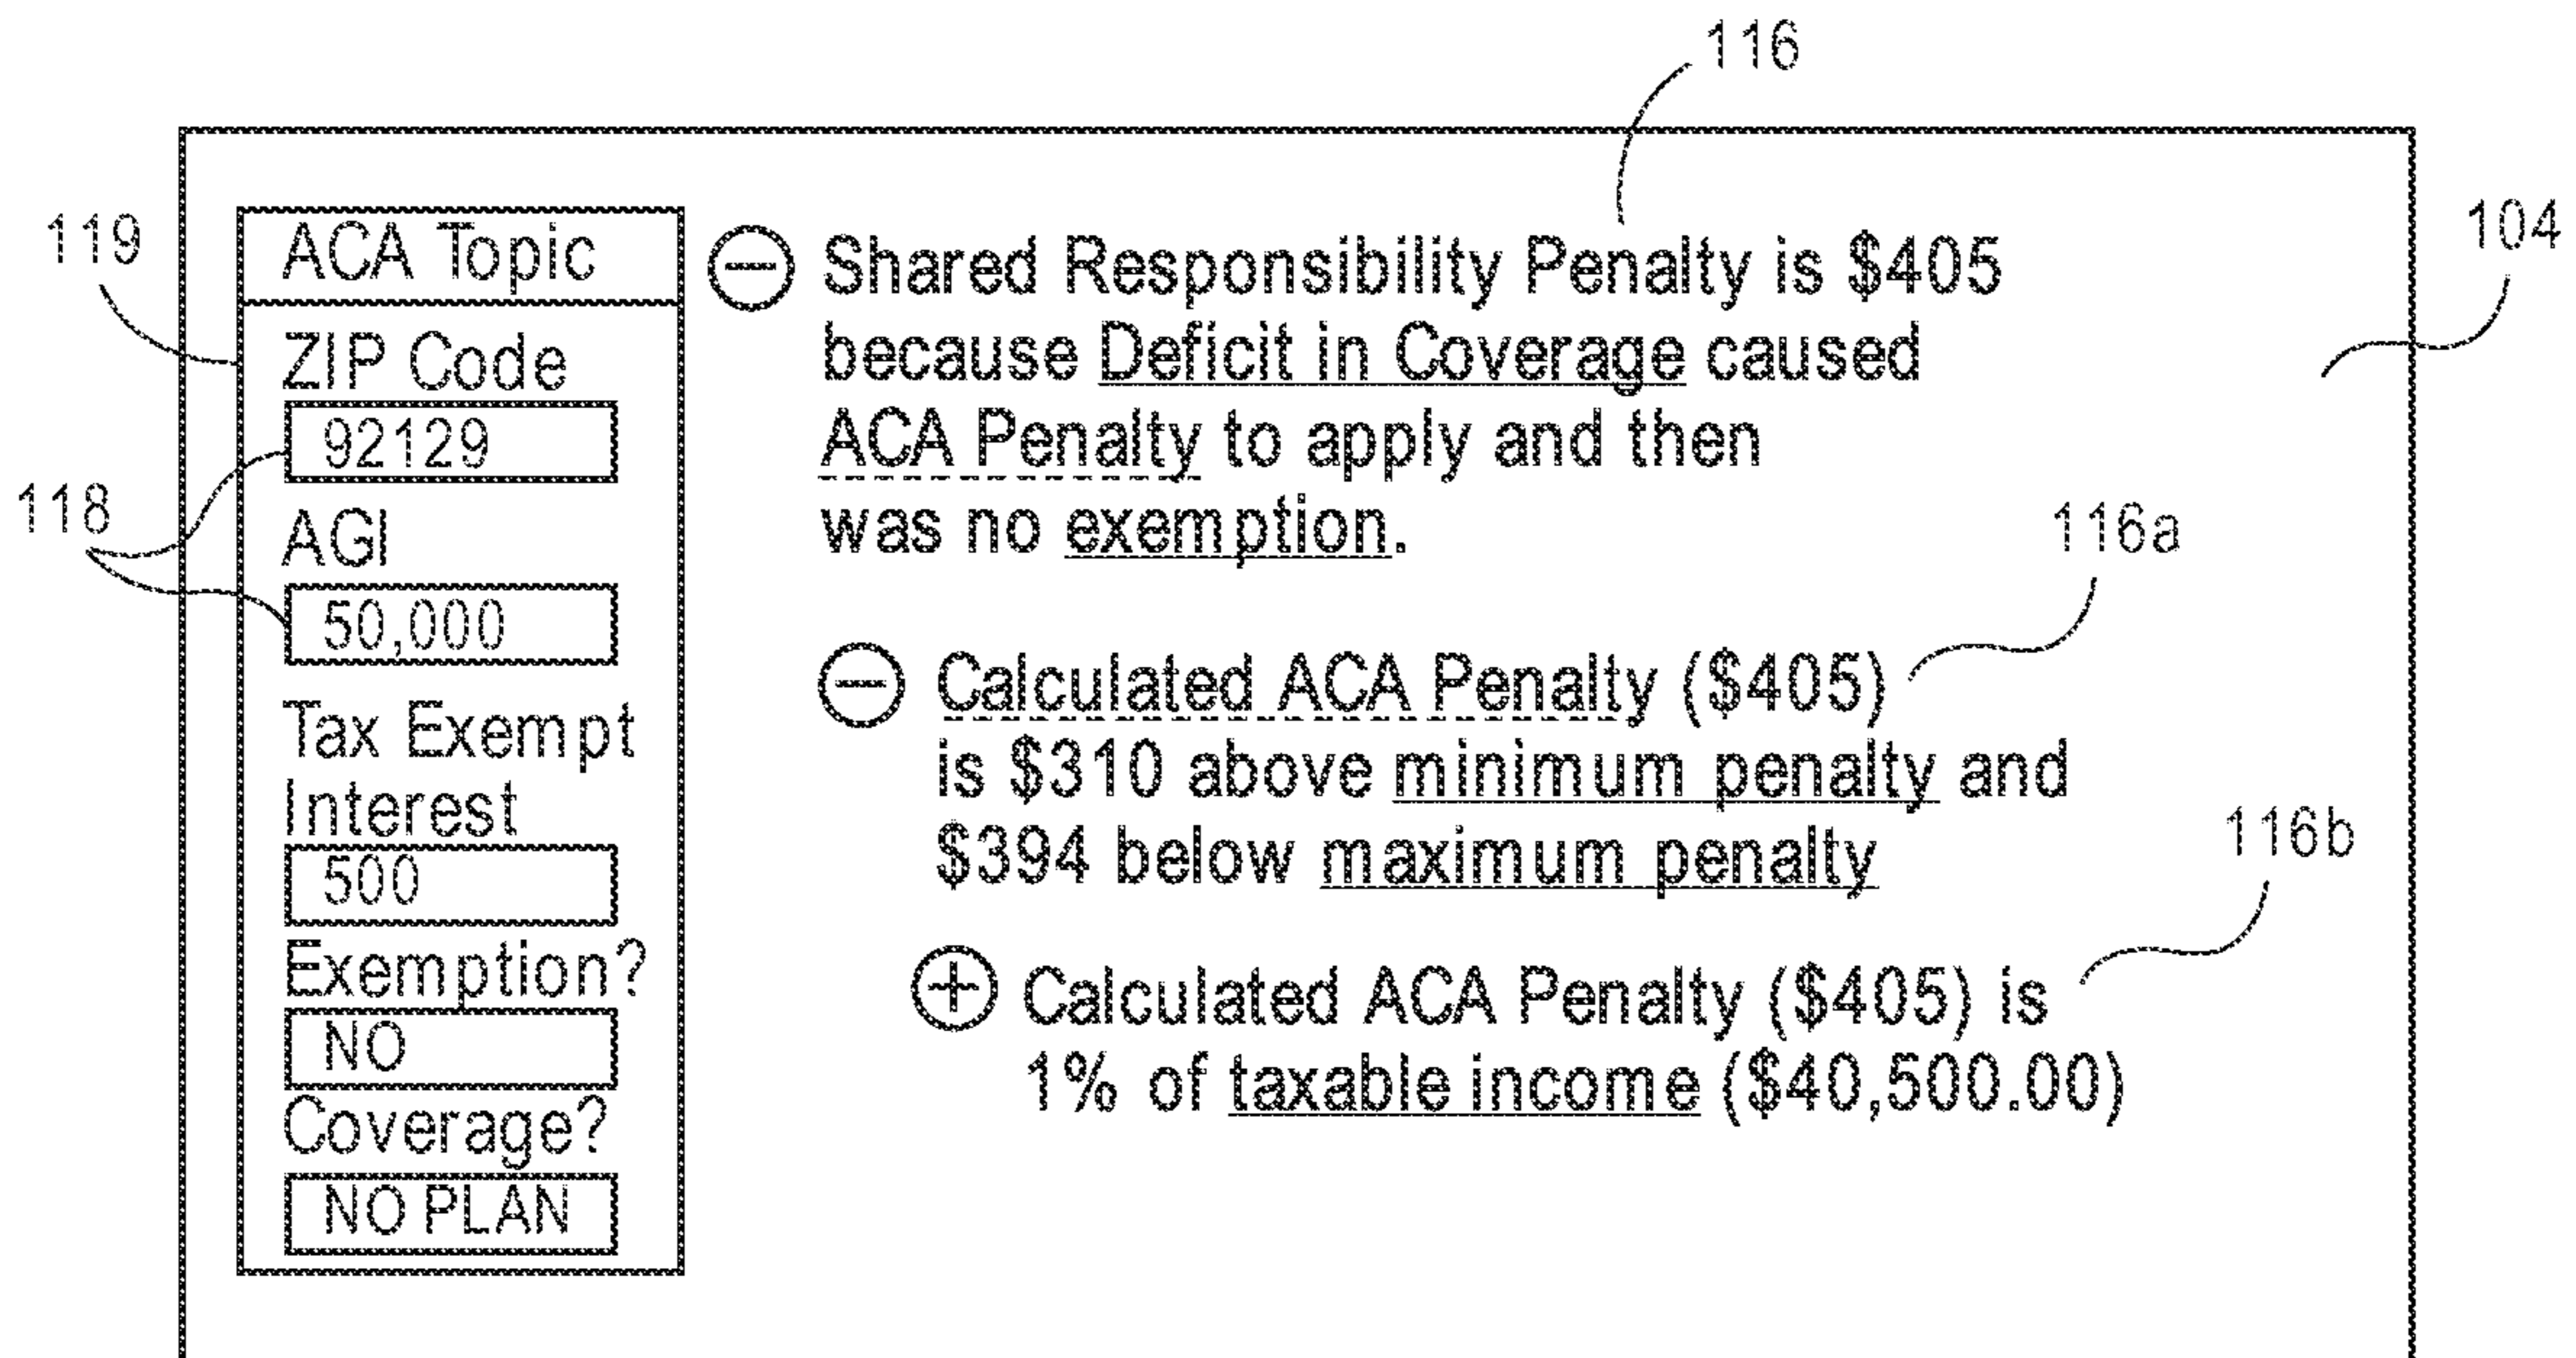 116
119
104
ACA Topic
ZIP Code
92129
118
AGI
50,000
Tax Exempt
Interest
500
Exemption?
NO
Coverage?
NO PLAN
Shared Responsibility Penalty is $405
because Deficit in Coverage caused
ACA Penalty to apply and then
was no exemption.
116a
Calculated ACA Penalty ($405)
is $310 above minimum penalty and
$394 below maximum penalty
116b
Calculated ACA Penalty ($405) is
1% of taxable income ($40,500.00)